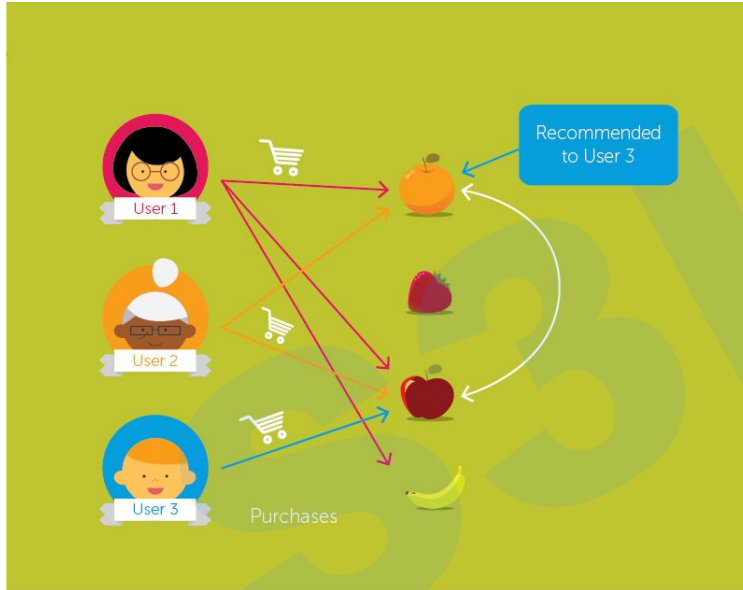 Recommended
to User 3
User 1
User 2
User 3
Purchases